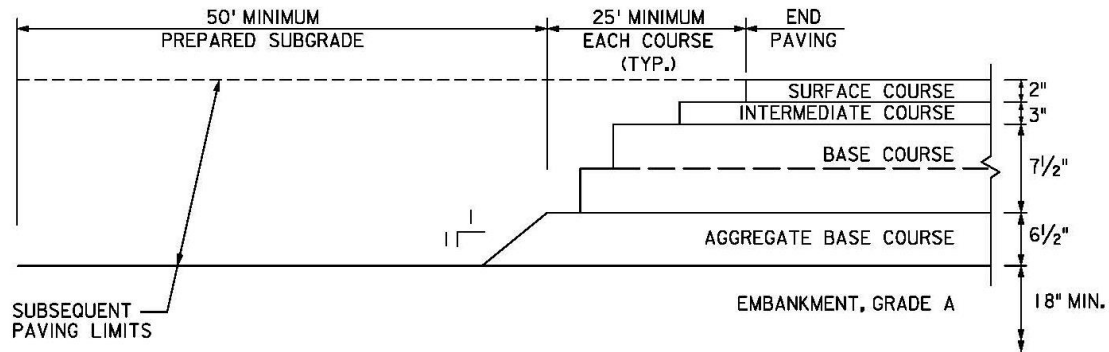 50' MINIMUM
PREPARED SUBGRADE
25' MINIMUM
EACH COURSE
(TYP.)
END
PAVING
SURFACE COURSE
2"
INTERMEDIATE COURSE
3"
BASE COURSE
7 1/2"
1
1
AGGREGATE BASE COURSE
6 1/2"
SUBSEQUENT
PAVING LIMITS
EMBANKMENT, GRADE A
18" MIN.